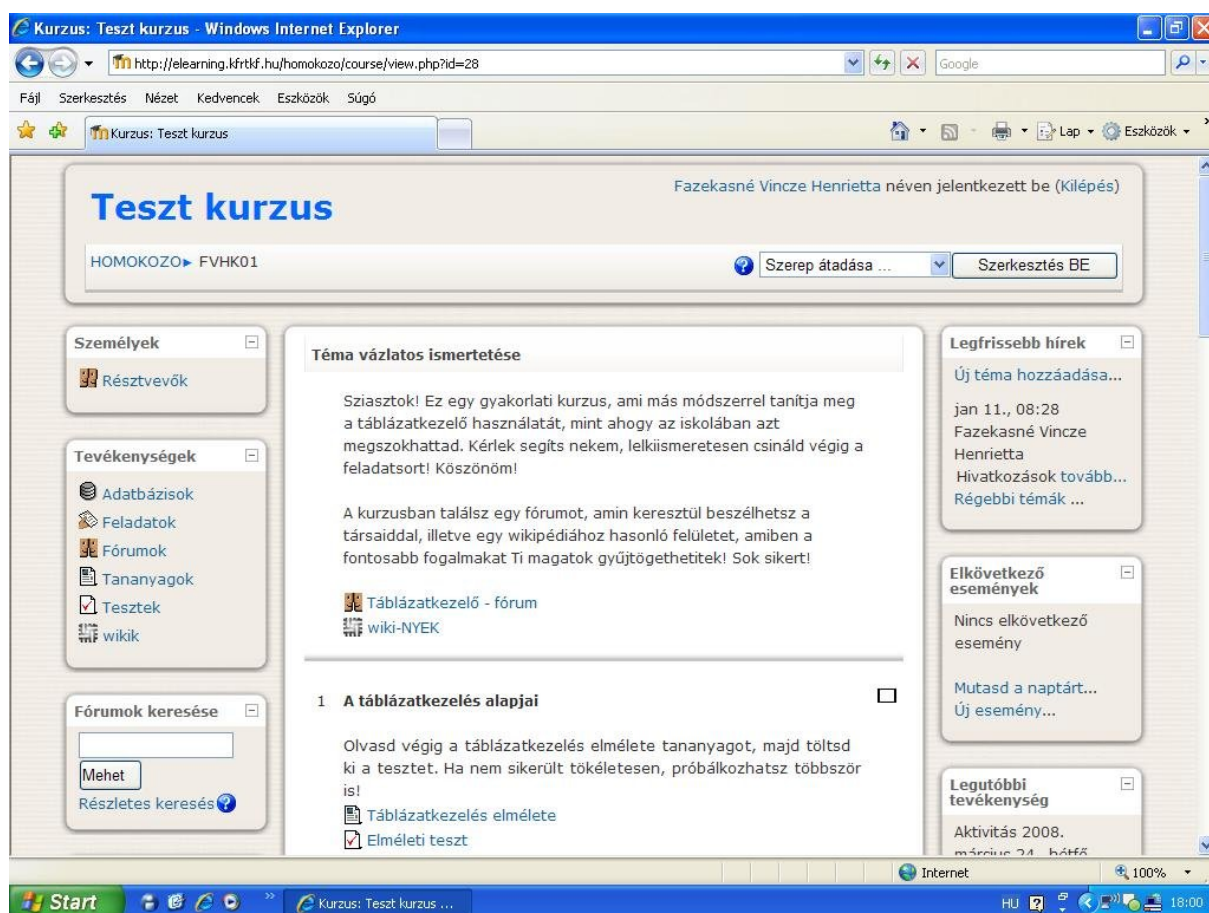 Kurzus: Teszt kurzus - Windows Internet Explorer
http://elearning.kfrtkf.hu/homokozo/course/view.php?id=28
Google
Fájl Szerkesztés Nézet Kedvencek Eszközök Súgó
Kurzus: Teszt kurzus
Lap
Eszközök
Teszt kurzus
Fazekasné Vincze Henrietta néven jelentkezett be (Kilépés)
HOMOKOZO► FVHK01
Szerep átadása ...
Szerkesztés BE
Személyek
Résztvevők
Tevékenységek
Adatbázisok
Feladatok
Fórumok
Tananyagok
Tesztek
wikik
Fórumok keresése
Mehet
Részletes keresés
Téma vázlatos ismertetése
Sziasztok! Ez egy gyakorlati kurzus, ami más módszerrel tanítja meg
a táblázatkezelő használatát, mint ahogy az iskolában azt
megszokhattad. Kérlek segíts nekem, lelkiismeretesen csináld végig a
feladatsort! Köszönöm!
A kurzusban találsz egy fórumot, amin keresztül beszélhetsz a
társaiddal, illetve egy wikipédiához hasonló felületet, amiben a
fontosabb fogalmakat Ti magatok gyűjtögethetitek! Sok sikert!
Táblázatkezelő - fórum
wiki-NYEK
1 A táblázatkezelés alapjai
Olvasd végig a táblázatkezelés elmélete tananyagot, majd töltsd
ki a tesztet. Ha nem sikerült tökéletesen, próbálkozhatsz többször
is!
Táblázatkezelés elmélete
Elméleti teszt
Legfrissebb hírek
Új téma hozzáadása...
jan 11., 08:28
Fazekasné Vincze
Henrietta
Hivatkozások tovább...
Régebbi témák ...
Elkövetkező
események
Nincs elkövetkező
esemény
Mutasd a naptárt...
Új esemény...
Legutóbbi
tevékenység
Aktivitás 2008.
március 24., hétfő
Internet
100%
Start
Kurzus: Teszt kurzus ...
HU
18:00